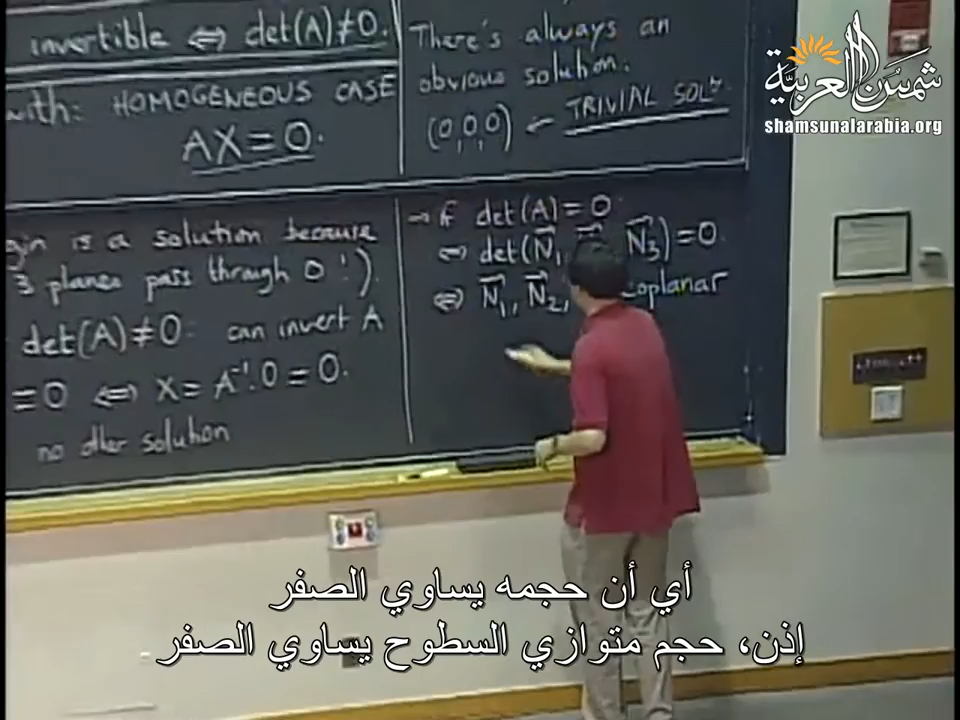 invertible ⇔ det(A)≠0.
with: HOMOGENEOUS CASE
AX=0.
There's always an
obvious solution.
(0,0,0) ← TRIVIAL SOLⁿ.
is a solution because
3 planes pass through 0 !).
det(A)≠0: can invert A
=0 ⇔ X= A⁻¹.0 = 0.
no other solution
→ If det(A)=0.
⇔ det(N⃗₁ N⃗₃)=0.
⇔ N⃗₁, N⃗₂, coplanar
شمس العربية
shamsunalarabia.org
أي أن حجمه يساوي الصفر
إذن، حجم متوازي السطوح يساوي الصفر